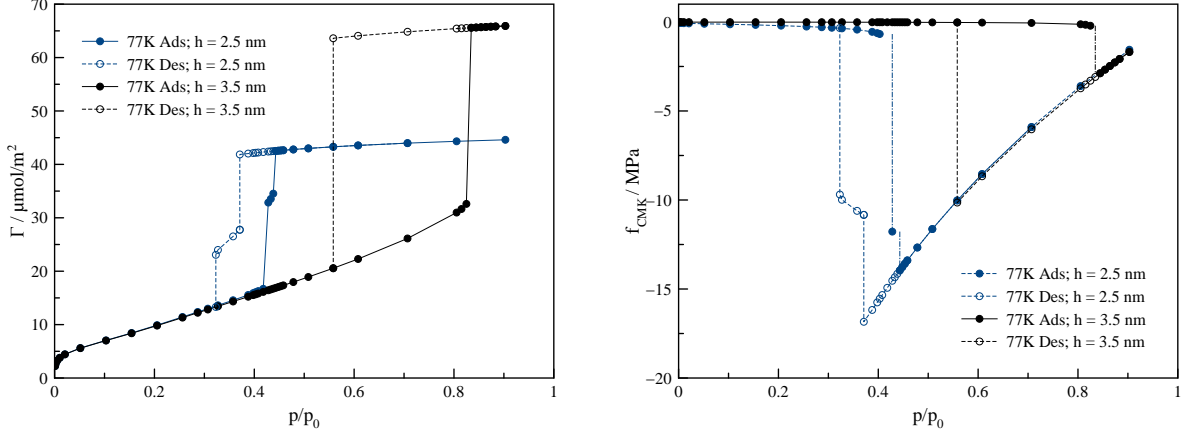 70
60
50
40
30
20
10
0
Γ / μmol/m²
77K Ads; h = 2.5 nm
77K Des; h = 2.5 nm
77K Ads; h = 3.5 nm
77K Des; h = 3.5 nm
0
0.2
0.4
0.6
0.8
1
p/p₀
0
−5
−10
−15
−20
f_CMK / MPa
77K Ads; h = 2.5 nm
77K Des; h = 2.5 nm
77K Ads; h = 3.5 nm
77K Des; h = 3.5 nm
0
0.2
0.4
0.6
0.8
1
p/p₀